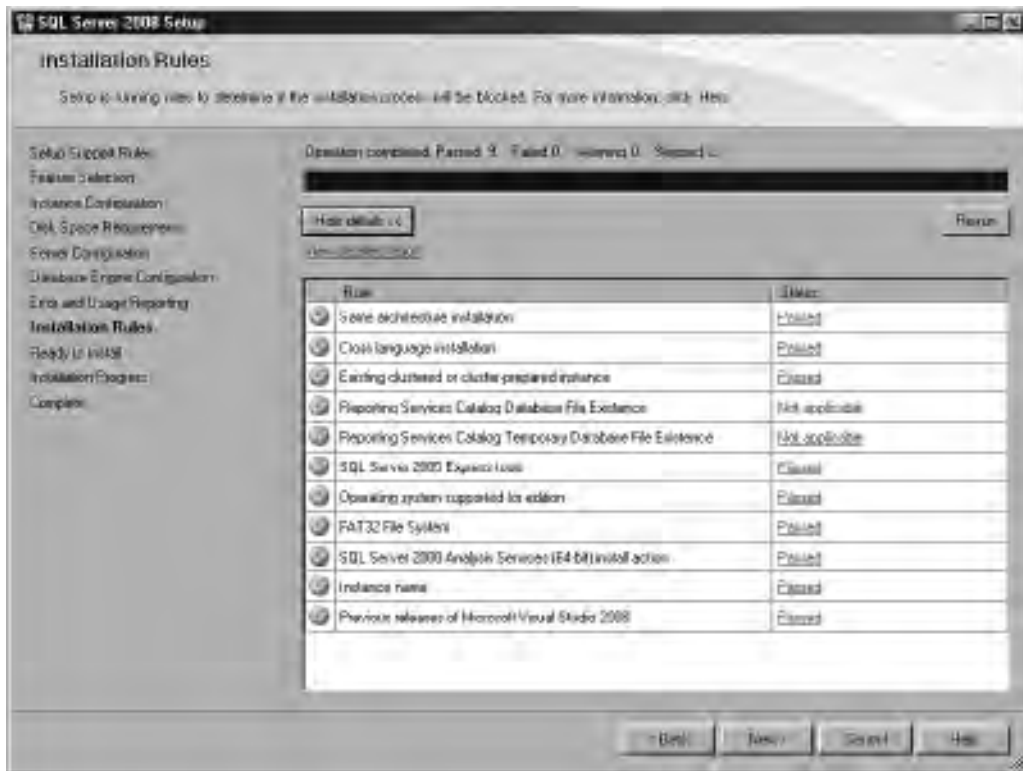 SQL Server 2008 Setup
Installation Rules
Setup is running rules to determine if the installation process will be blocked. For more information, click Help.
Setup Support Rules
Feature Selection
Instance Configuration
Disk Space Requirements
Server Configuration
Database Engine Configuration
Error and Usage Reporting
Installation Rules
Ready to Install
Installation Progress
Complete
Operation completed. Passed: 9. Failed 0. Warning 0. Skipped
Hide details <<
Re-run
View detailed report
Rule Status
Same architecture installation Passed
Cross language installation Passed
Existing clustered or cluster-prepared instance Passed
Reporting Services Catalog Database File Existence Not applicable
Reporting Services Catalog Temporary Database File Existence Not applicable
SQL Server 2005 Express tools Passed
Operating system supported for edition Passed
FAT32 File System Passed
SQL Server 2000 Analysis Services (64-bit) install action Passed
Instance name Passed
Previous releases of Microsoft Visual Studio 2008 Passed
< Back Next > Cancel Help